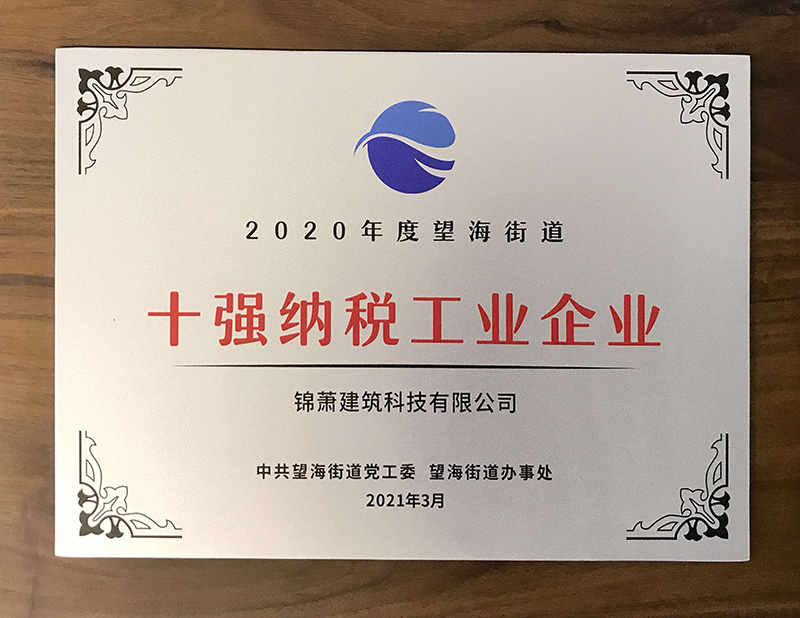 2020年度望海街道
十强纳税工业企业
锦萧建筑科技有限公司
中共望海街道党工委 望海街道办事处
2021年3月